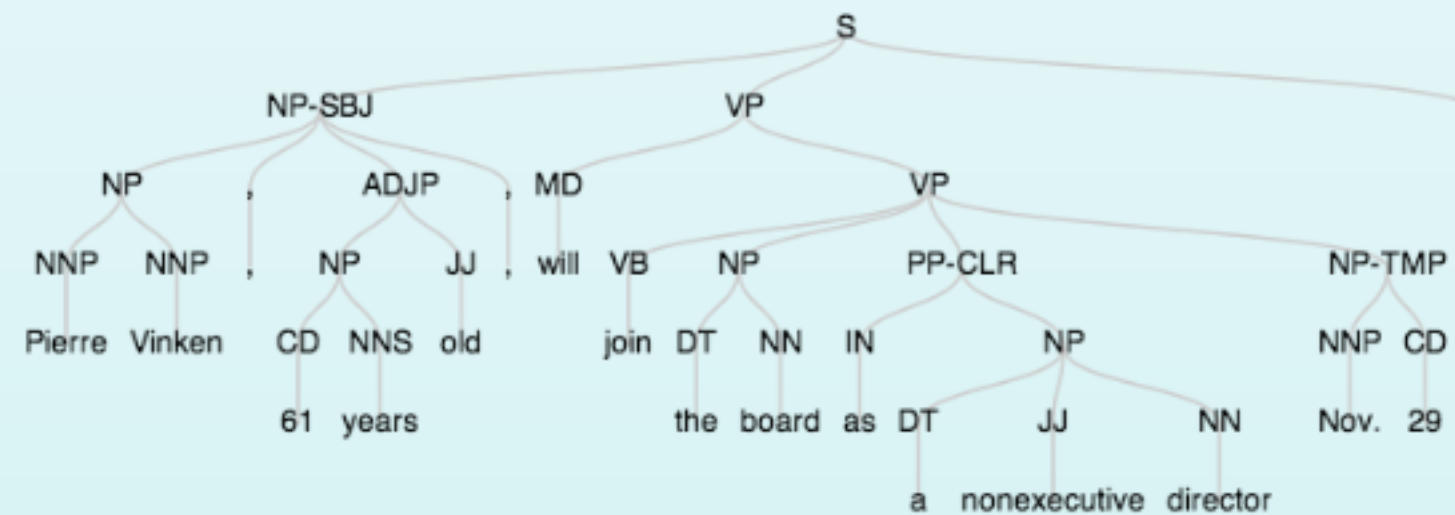 S
NP-SBJ VP
NP , ADJP , MD VP
NNP NNP , NP JJ , will VB NP PP-CLR NP-TMP
Pierre Vinken CD NNS old join DT NN IN NP NNP CD
61 years the board as DT JJ NN Nov. 29
a nonexecutive director